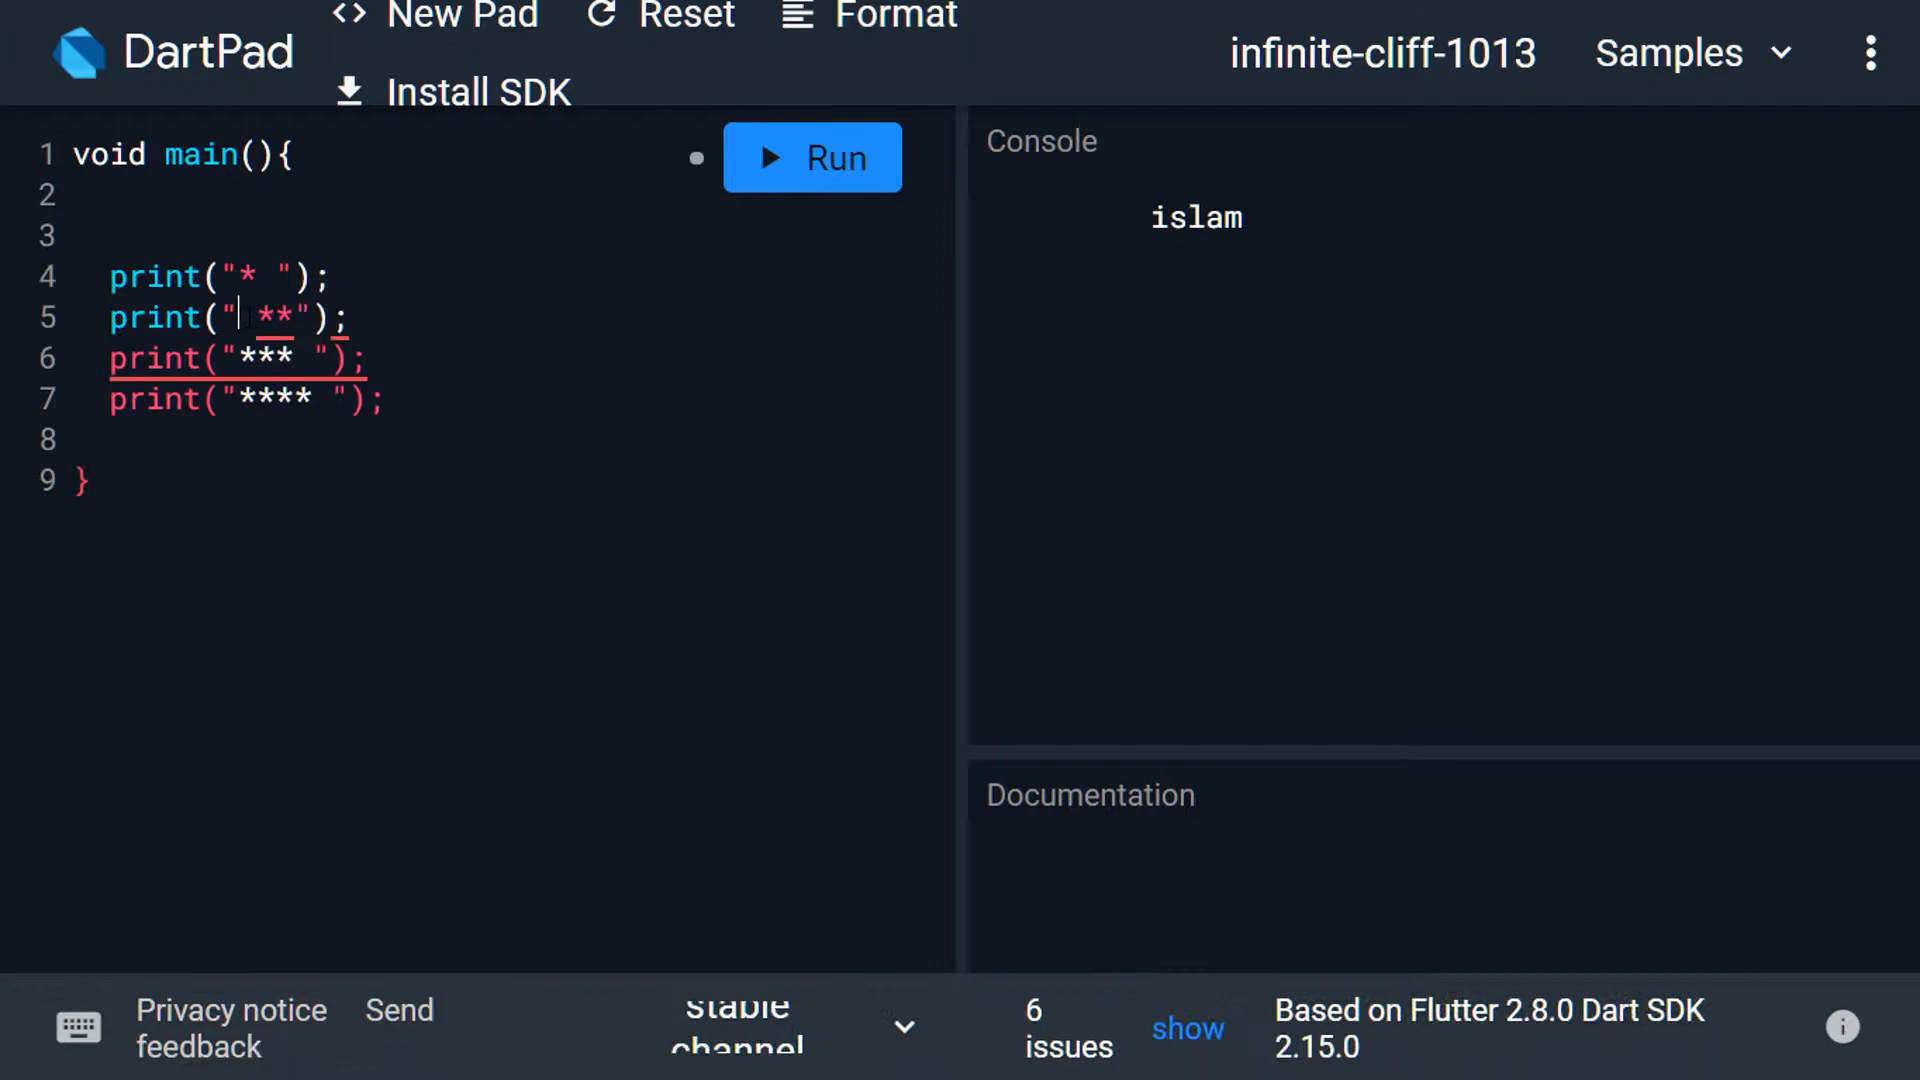 <> New Pad Reset Format
DartPad
Install SDK
infinite-cliff-1013 Samples
1 void main(){
2
3
4 print("* ");
5 print(" **");
6 print("*** ");
7 print("**** ");
8
9 }
Run
Console
islam
Documentation
Privacy notice Send
feedback
stable
channel
6
issues
show
Based on Flutter 2.8.0 Dart SDK
2.15.0